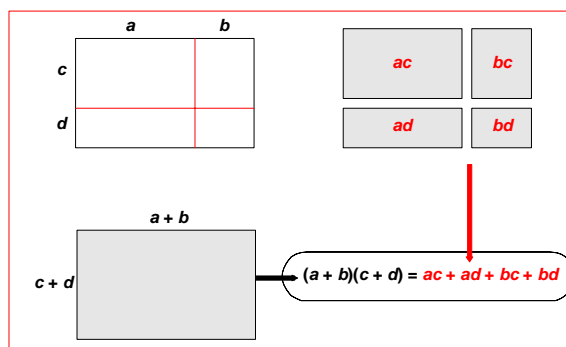 a b
c
ac bc
d
ad bd
a + b
c + d
(a + b)(c + d) = ac + ad + bc + bd